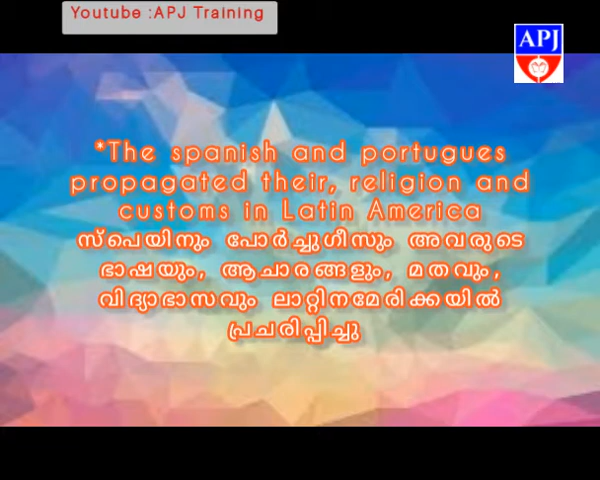 Youtube :APJ Training
APJ
*The spanish and portugues
propagated their, religion and
customs in Latin America
സ്പെയിനും പോർച്ചുഗീസും അവരുടെ
ഭാഷയും, ആചാരങ്ങളും, മതവും,
വിദ്യാഭാസവും ലാറ്റിനമേരിക്കയിൽ
പ്രചരിപ്പിച്ചു